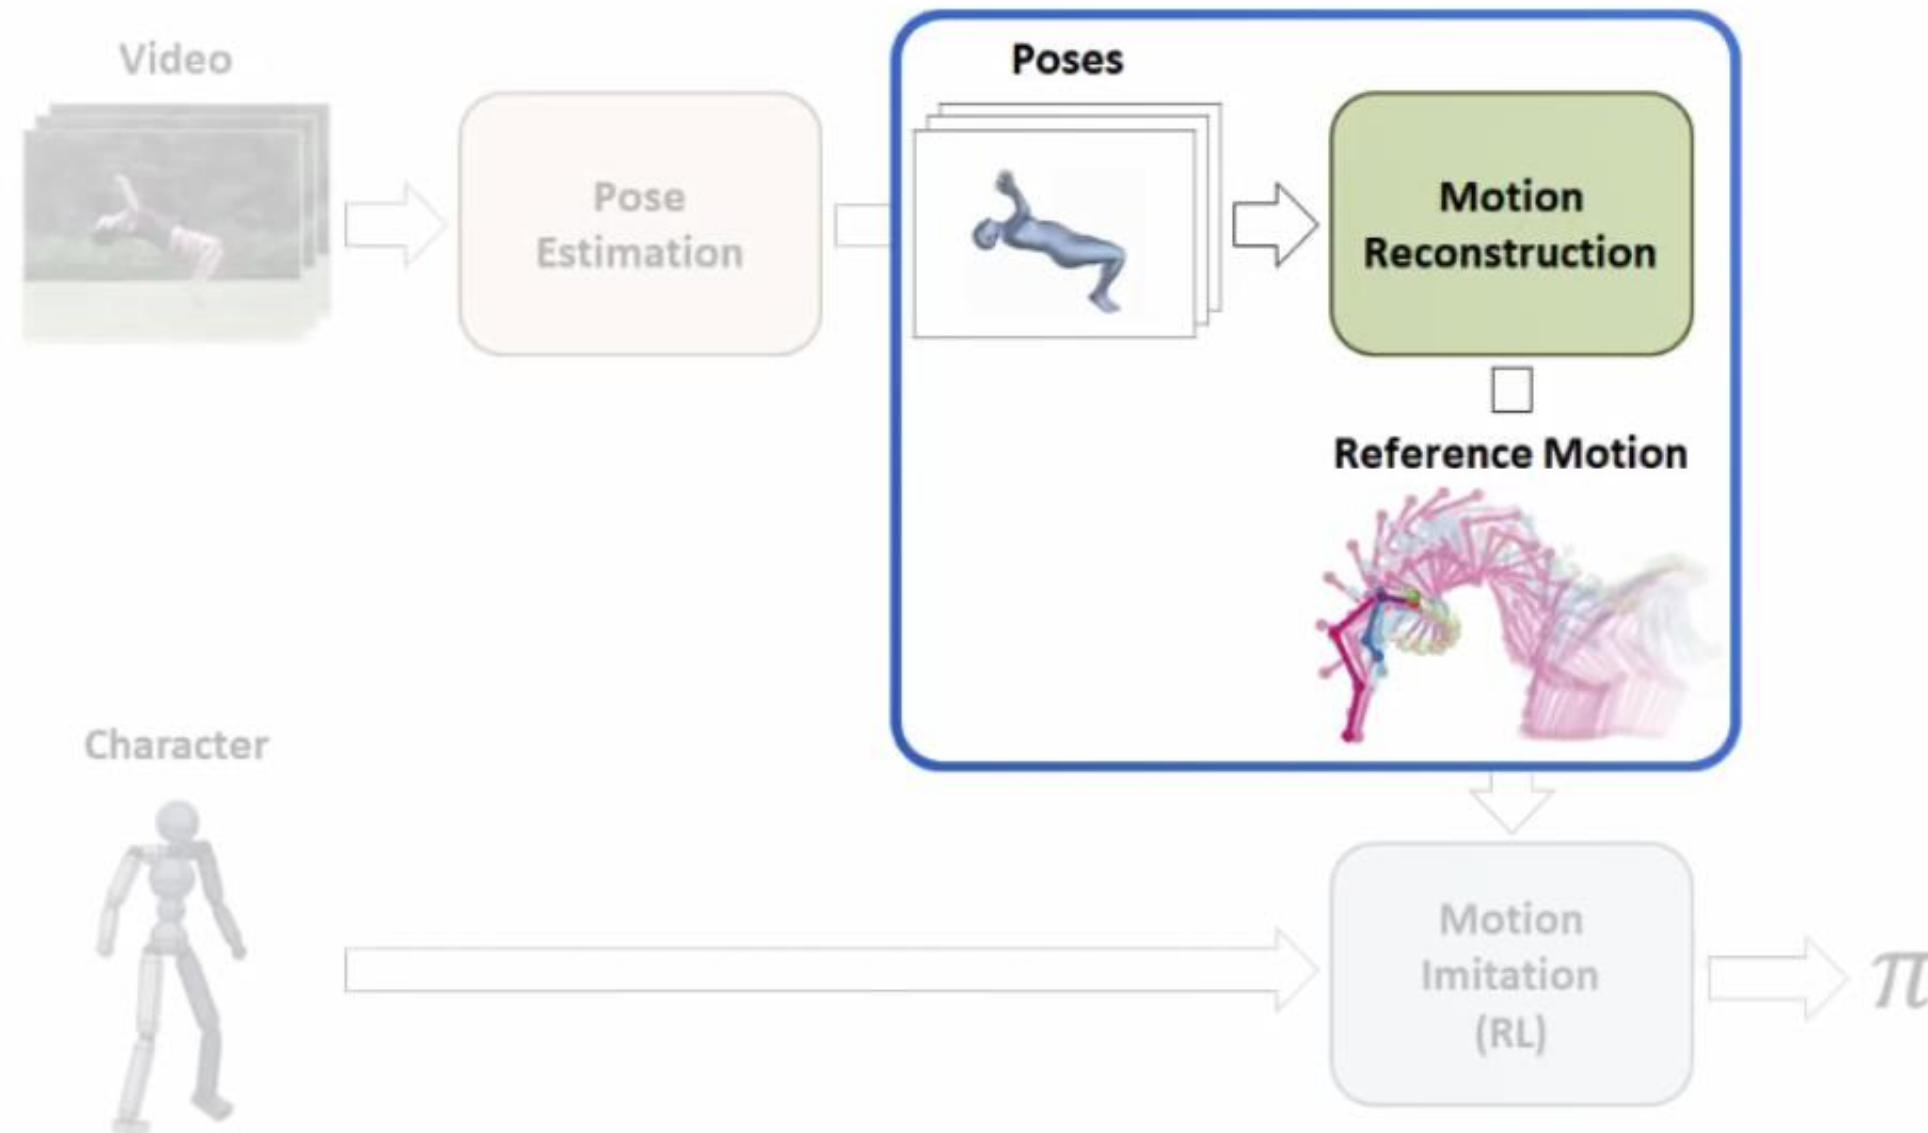 Video
Poses
Pose
Estimation
Motion
Reconstruction
Reference Motion
Character
Motion
Imitation
(RL)
π